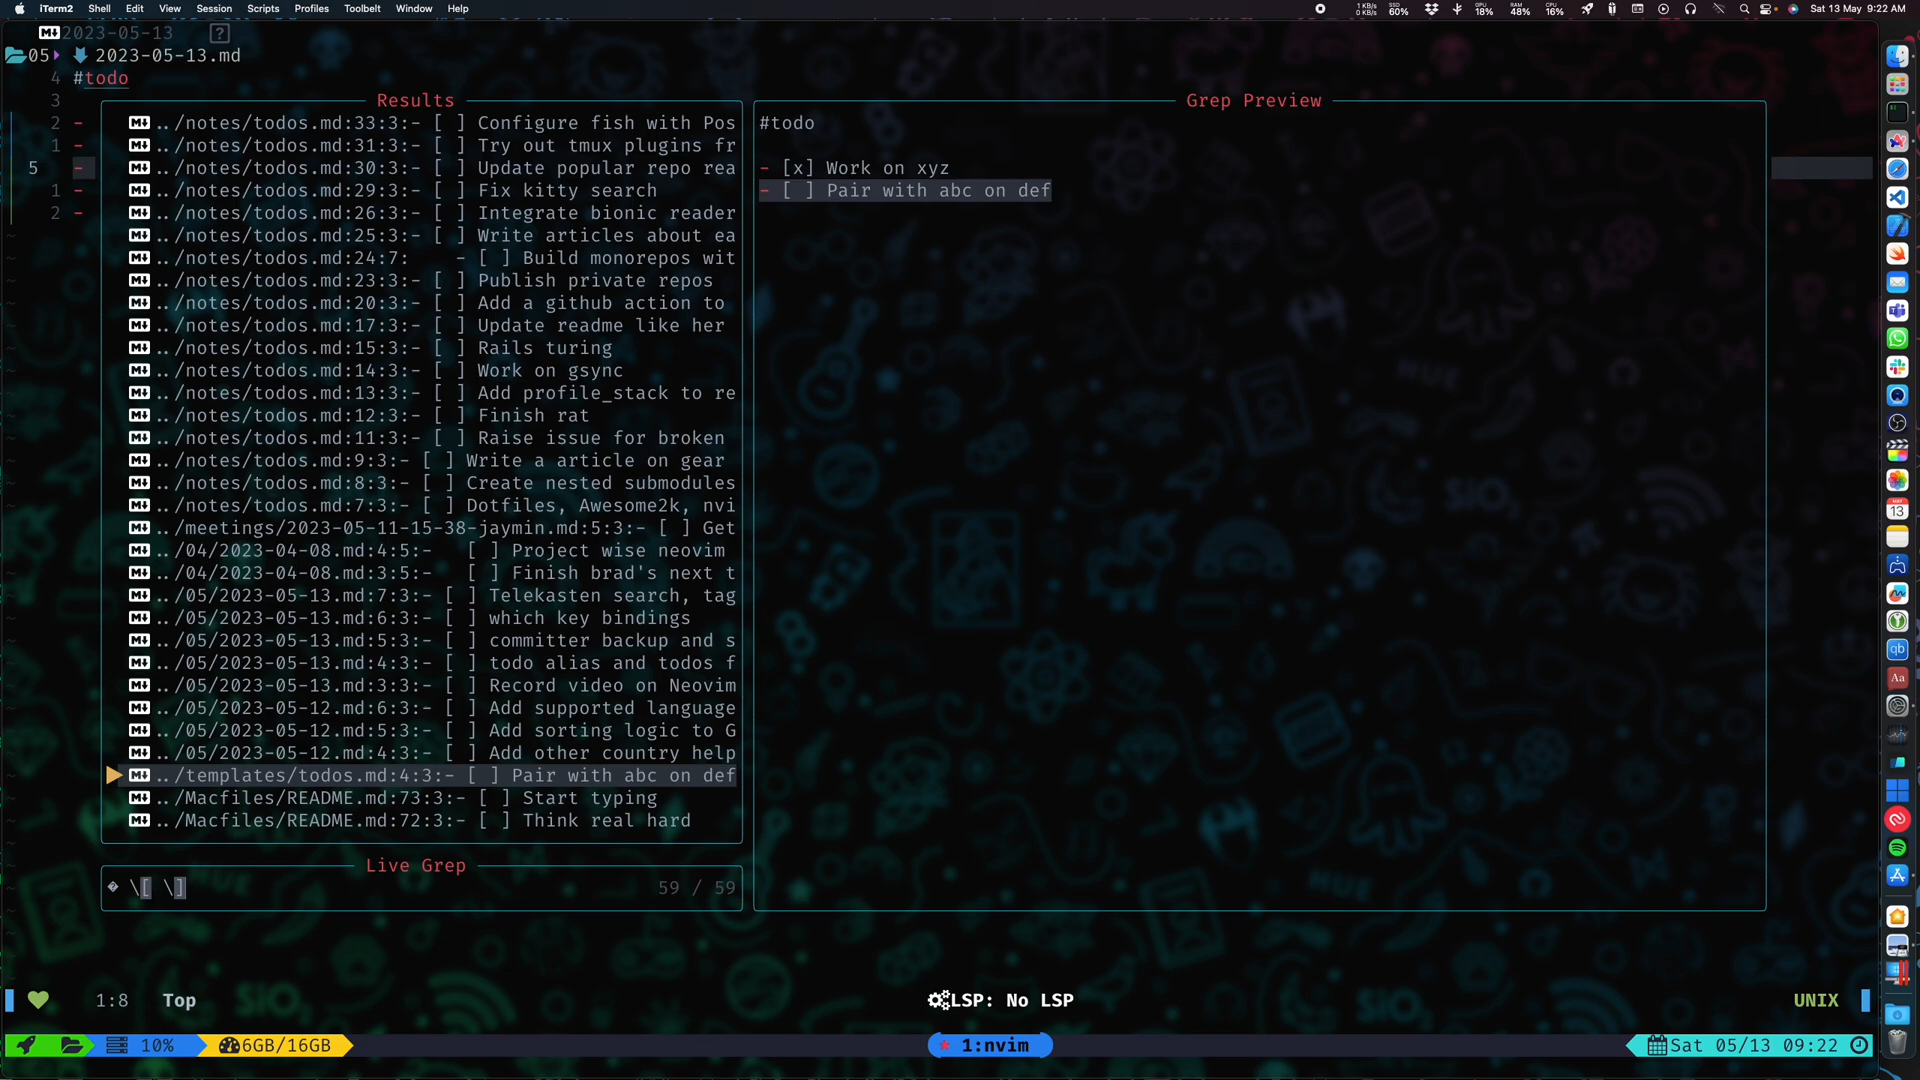 iTerm2 Shell Edit View Session Scripts Profiles Toolbelt Window Help
1 KB/s 0 KB/s SSD 60% GPU 18% RAM 48% CPU 16% Sat 13 May 9:22 AM
2023-05-13 ?
05 2023-05-13.md
4 #todo
3
2 -
1 -
5 -
1 -
2 -
Results
../notes/todos.md:33:3:- [ ] Configure fish with Pos
../notes/todos.md:31:3:- [ ] Try out tmux plugins fr
../notes/todos.md:30:3:- [ ] Update popular repo rea
../notes/todos.md:29:3:- [ ] Fix kitty search
../notes/todos.md:26:3:- [ ] Integrate bionic reader
../notes/todos.md:25:3:- [ ] Write articles about ea
../notes/todos.md:24:7:    - [ ] Build monorepos wit
../notes/todos.md:23:3:- [ ] Publish private repos
../notes/todos.md:20:3:- [ ] Add a github action to
../notes/todos.md:17:3:- [ ] Update readme like her
../notes/todos.md:15:3:- [ ] Rails turing
../notes/todos.md:14:3:- [ ] Work on gsync
../notes/todos.md:13:3:- [ ] Add profile_stack to re
../notes/todos.md:12:3:- [ ] Finish rat
../notes/todos.md:11:3:- [ ] Raise issue for broken
../notes/todos.md:9:3:- [ ] Write a article on gear
../notes/todos.md:8:3:- [ ] Create nested submodules
../notes/todos.md:7:3:- [ ] Dotfiles, Awesome2k, nvi
../meetings/2023-05-11-15-38-jaymin.md:5:3:- [ ] Get
../04/2023-04-08.md:4:5:-   [ ] Project wise neovim
../04/2023-04-08.md:3:5:-   [ ] Finish brad's next t
../05/2023-05-13.md:7:3:- [ ] Telekasten search, tag
../05/2023-05-13.md:6:3:- [ ] which key bindings
../05/2023-05-13.md:5:3:- [ ] committer backup and s
../05/2023-05-13.md:4:3:- [ ] todo alias and todos f
../05/2023-05-13.md:3:3:- [ ] Record video on Neovim
../05/2023-05-12.md:6:3:- [ ] Add supported language
../05/2023-05-12.md:5:3:- [ ] Add sorting logic to G
../05/2023-05-12.md:4:3:- [ ] Add other country help
../templates/todos.md:4:3:- [ ] Pair with abc on def
../Macfiles/README.md:73:3:- [ ] Start typing
../Macfiles/README.md:72:3:- [ ] Think real hard
Live Grep
\[ \] 59 / 59
Grep Preview
#todo
- [x] Work on xyz
- [ ] Pair with abc on def
1:8 Top LSP: No LSP UNIX
10% 6GB/16GB * 1:nvim Sat 05/13 09:22